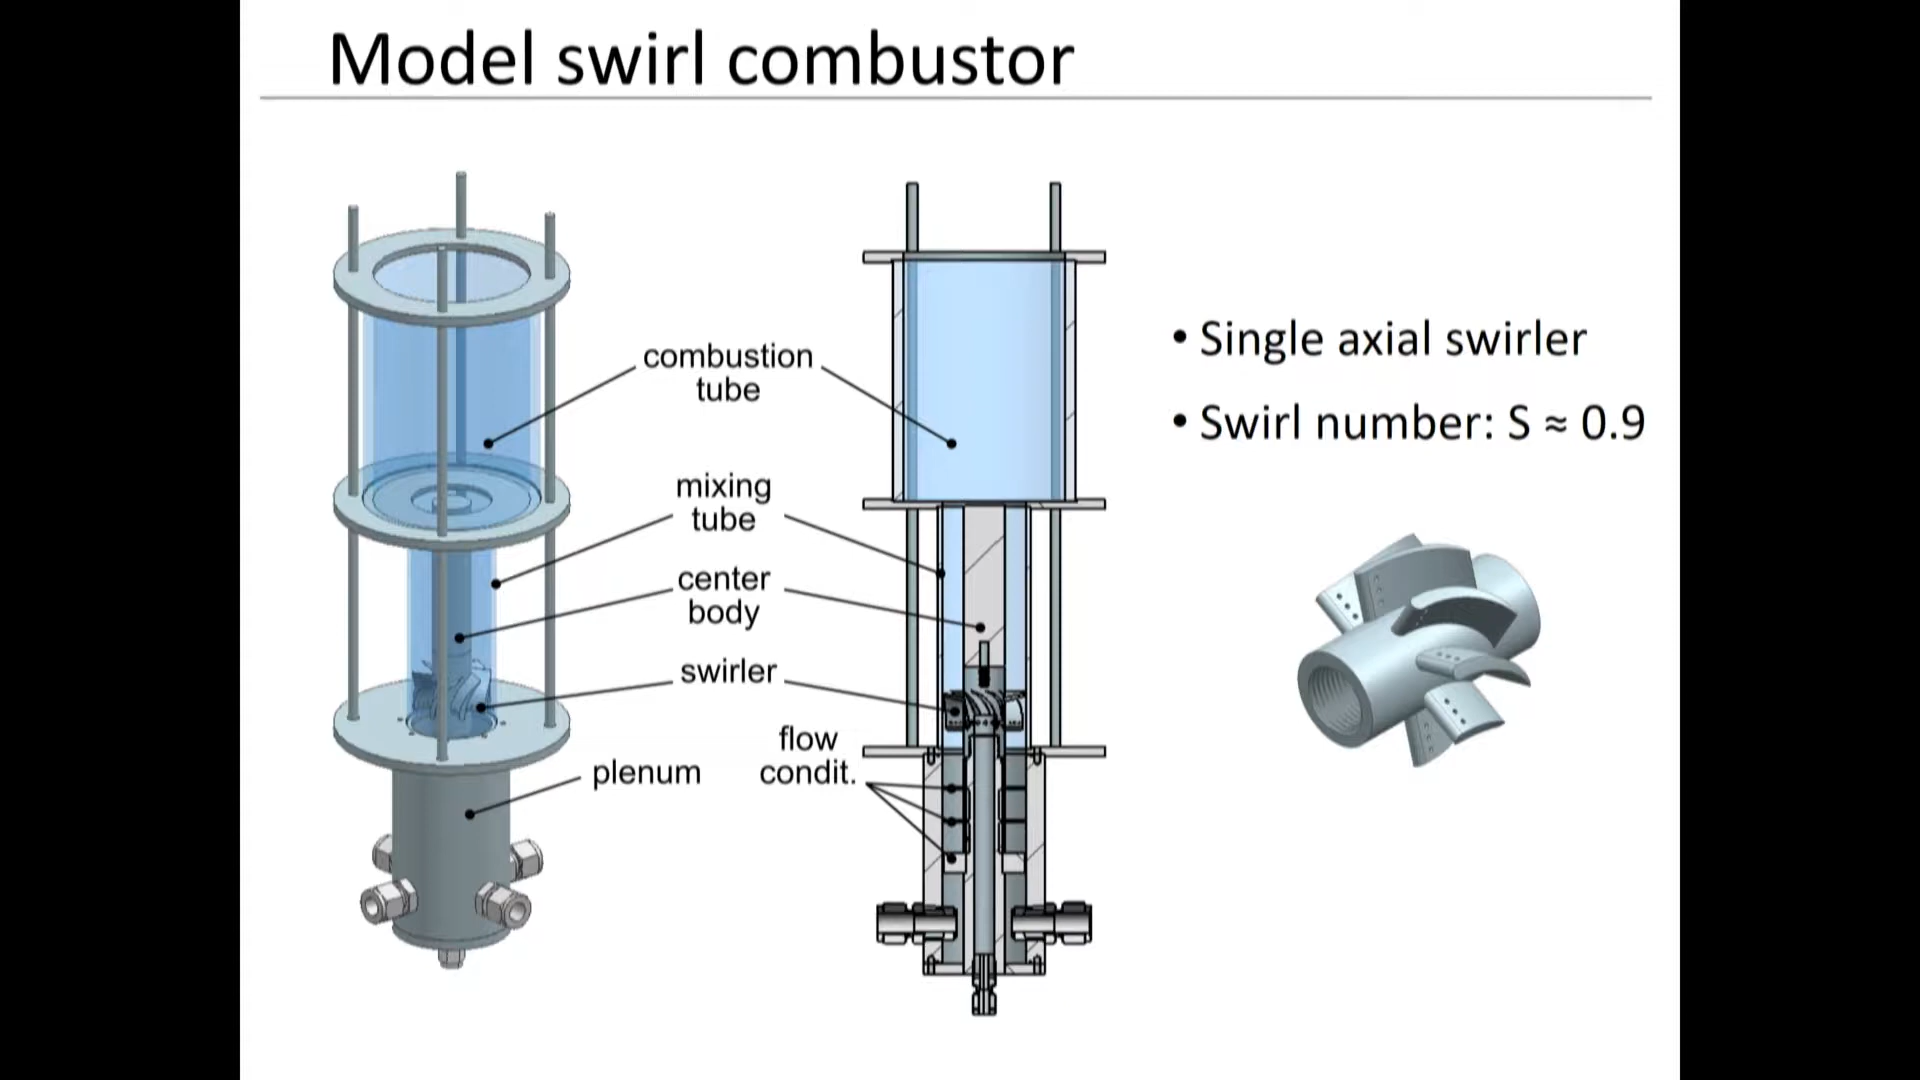 Model swirl combustor
combustion
tube
mixing
tube
center
body
swirler
flow
condit.
plenum
• Single axial swirler
• Swirl number: S ≈ 0.9